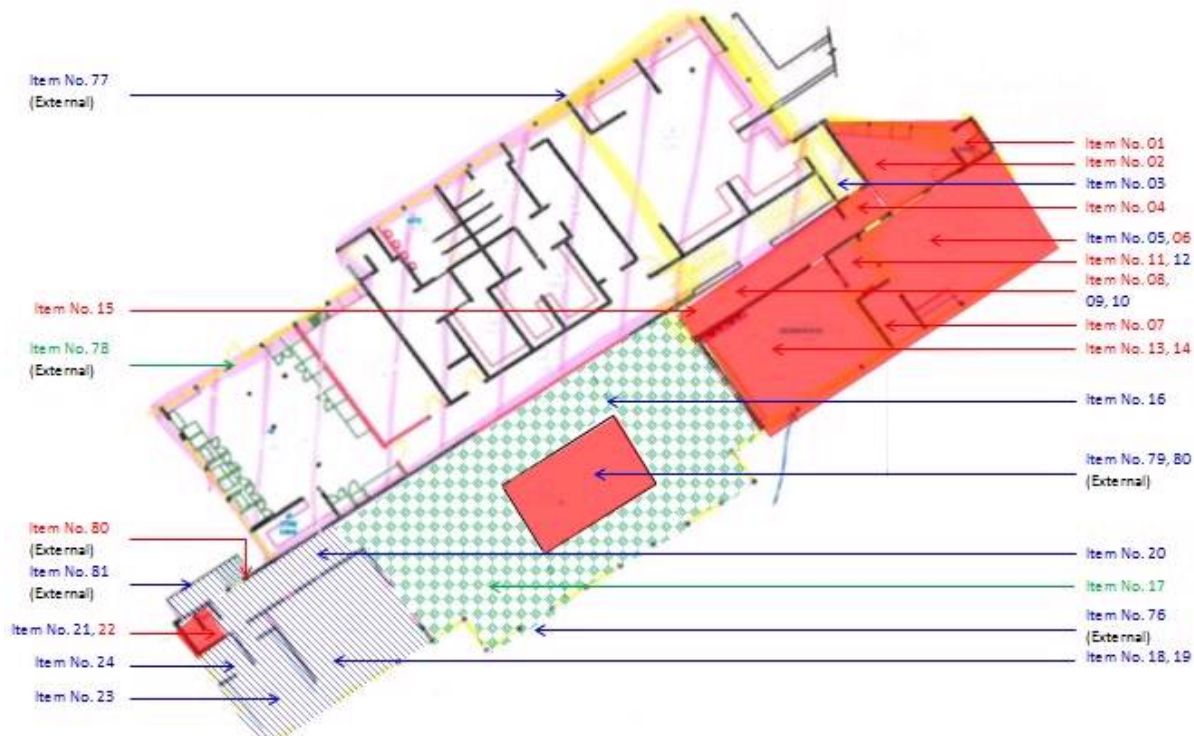 Item No. 77
(External)
Item No. 15
Item No. 78
(External)
Item No. 80
(External)
Item No. 81
(External)
Item No. 21, 22
Item No. 24
Item No. 23
Item No. 01
Item No. 02
Item No. 03
Item No. 04
Item No. 05, 06
Item No. 11, 12
Item No. 08,
09, 10
Item No. 07
Item No. 13, 14
Item No. 16
Item No. 79, 80
(External)
Item No. 20
Item No. 17
Item No. 76
(External)
Item No. 18, 19